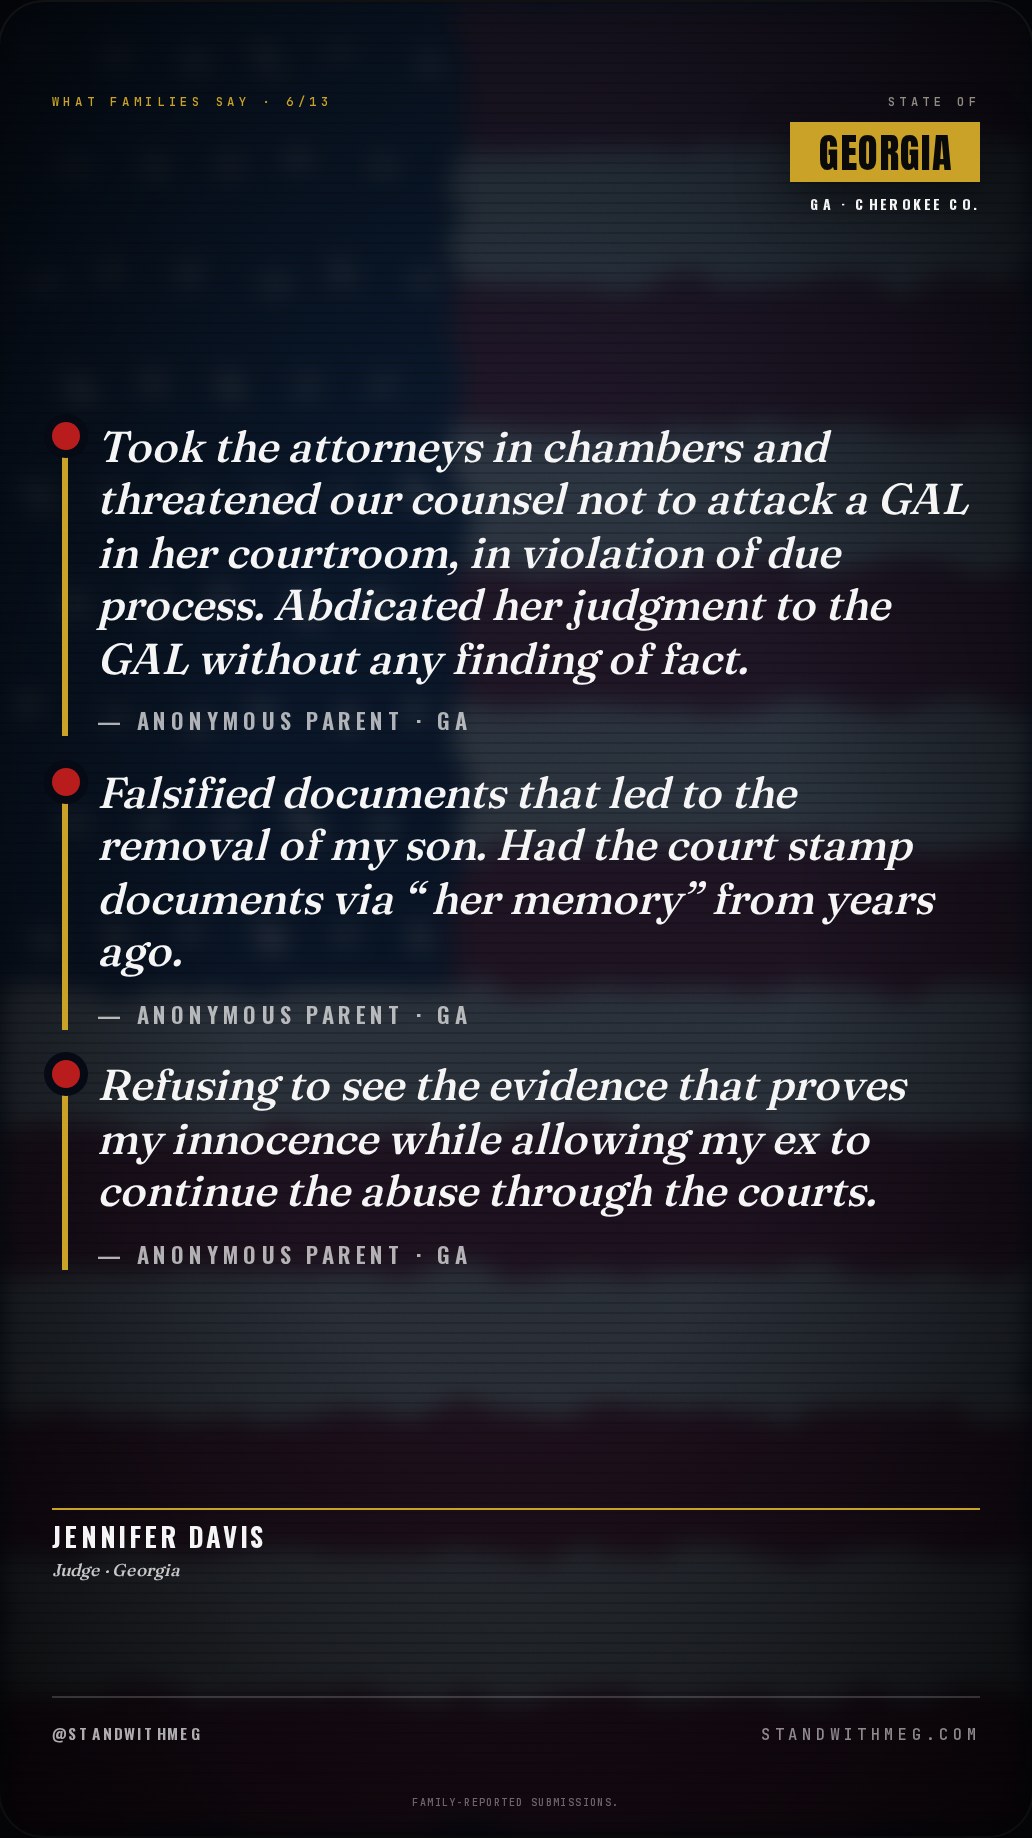 WHAT FAMILIES SAY · 6/13
STATE OF
GEORGIA
GA · CHEROKEE CO.
Took the attorneys in chambers and
threatened our counsel not to attack a GAL
in her courtroom, in violation of due
process. Abdicated her judgment to the
GAL without any finding of fact.
— ANONYMOUS PARENT · GA
Falsified documents that led to the
removal of my son. Had the court stamp
documents via “her memory” from years
ago.
— ANONYMOUS PARENT · GA
Refusing to see the evidence that proves
my innocence while allowing my ex to
continue the abuse through the courts.
— ANONYMOUS PARENT · GA
JENNIFER DAVIS
Judge · Georgia
@STANDWITHMEG
STANDWITHMEG.COM
FAMILY-REPORTED SUBMISSIONS.